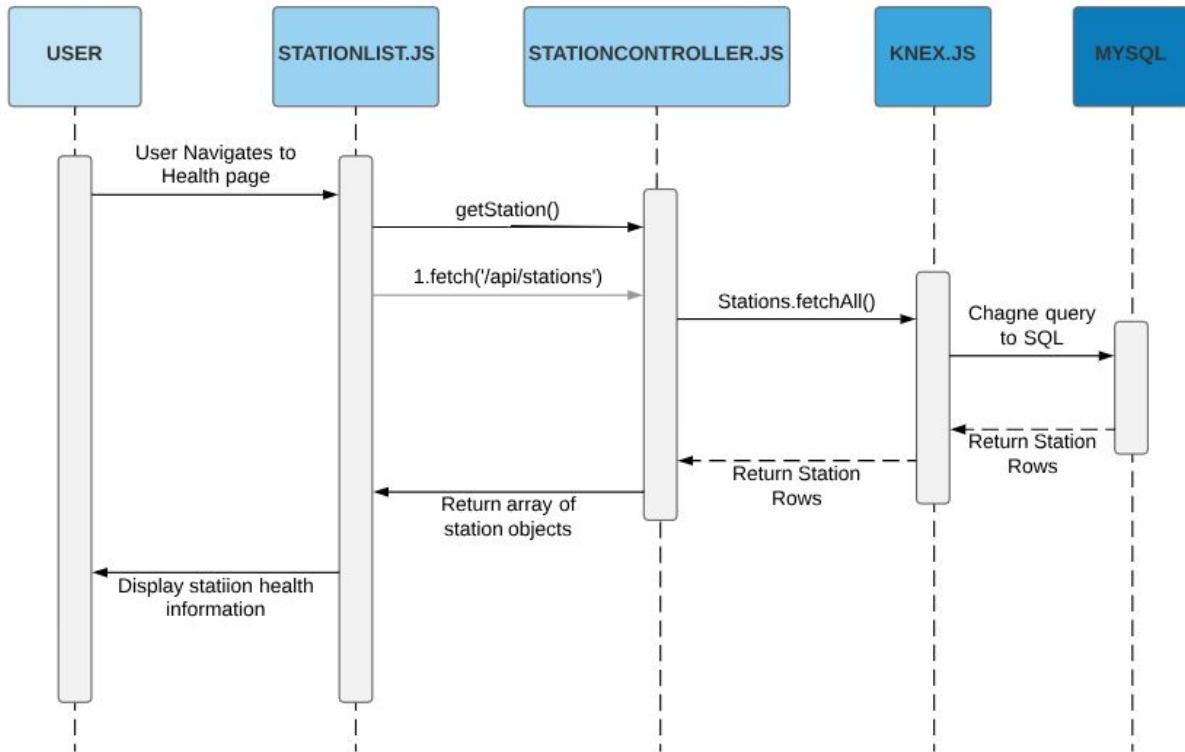 USER
STATIONLIST.JS
STATIONCONTROLLER.JS
KNEX.JS
MYSQL
User Navigates to
Health page
getStation()
1.fetch('/api/stations')
Stations.fetchAll()
Chagne query
to SQL
Return Station
Rows
Return Station
Rows
Return array of
station objects
Display statiion health
information